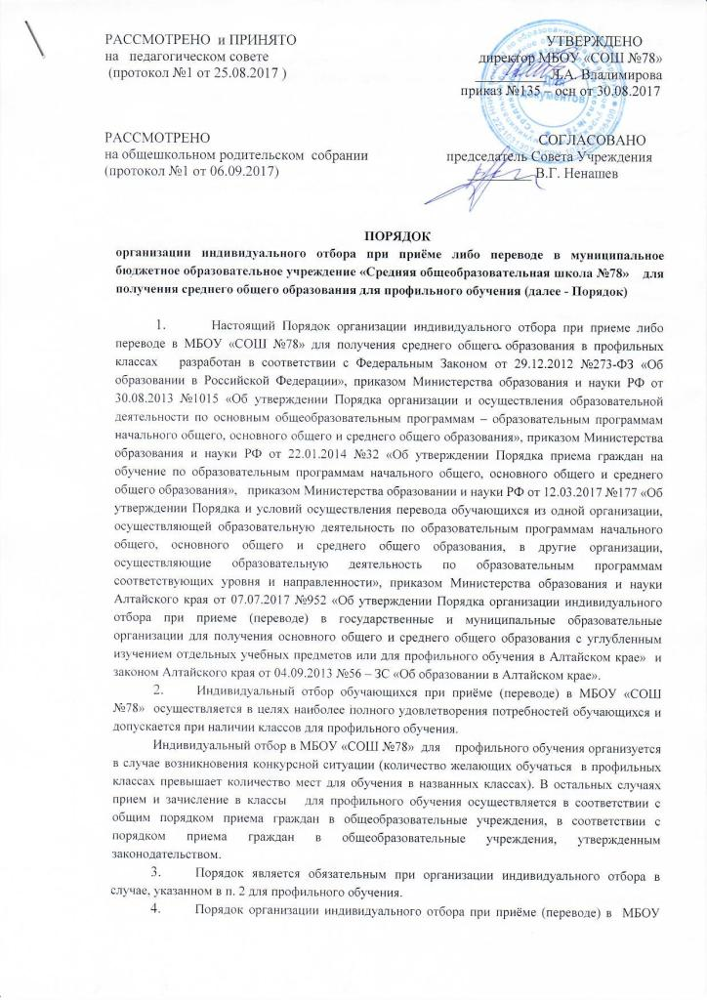 РАССМОТРЕНО и ПРИНЯТО
на педагогическом совете
(протокол №1 от 25.08.2017 )
УТВЕРЖДЕНО
директор МБОУ «СОШ №78»
Л.А. Владимирова
приказ №135 – осн от 30.08.2017
документов
РАССМОТРЕНО
на общешкольном родительском собрании
(протокол №1 от 06.09.2017)
СОГЛАСОВАНО
председатель Совета Учреждения
В.Г. Ненашев
ПОРЯДОК
организации индивидуального отбора при приёме либо переводе в муниципальное
бюджетное образовательное учреждение «Средняя общеобразовательная школа №78» для
получения среднего общего образования для профильного обучения (далее - Порядок)
1. Настоящий Порядок организации индивидуального отбора при приеме либо
переводе в МБОУ «СОШ №78» для получения среднего общего образования в профильных
классах разработан в соответствии с Федеральным Законом от 29.12.2012 №273-ФЗ «Об
образовании в Российской Федерации», приказом Министерства образования и науки РФ от
30.08.2013 №1015 «Об утверждении Порядка организации и осуществления образовательной
деятельности по основным общеобразовательным программам – образовательным программам
начального общего, основного общего и среднего общего образования», приказом Министерства
образования и науки РФ от 22.01.2014 №32 «Об утверждении Порядка приема граждан на
обучение по образовательным программам начального общего, основного общего и среднего
общего образования», приказом Министерства образования и науки РФ от 12.03.2017 №177 «Об
утверждении Порядка и условий осуществления перевода обучающихся из одной организации,
осуществляющей образовательную деятельность по образовательным программам начального
общего, основного общего и среднего общего образования, в другие организации,
осуществляющие образовательную деятельность по образовательным программам
соответствующих уровня и направленности», приказом Министерства образования и науки
Алтайского края от 07.07.2017 №952 «Об утверждении Порядка организации индивидуального
отбора при приеме (переводе) в государственные и муниципальные образовательные
организации для получения основного общего и среднего общего образования с углубленным
изучением отдельных учебных предметов или для профильного обучения в Алтайском крае» и
законом Алтайского края от 04.09.2013 №56 – ЗС «Об образовании в Алтайском крае».
2. Индивидуальный отбор обучающихся при приёме (переводе) в МБОУ «СОШ
№78» осуществляется в целях наиболее полного удовлетворения потребностей обучающихся и
допускается при наличии классов для профильного обучения.
Индивидуальный отбор в МБОУ «СОШ №78» для профильного обучения организуется
в случае возникновения конкурсной ситуации (количество желающих обучаться в профильных
классах превышает количество мест для обучения в названных классах). В остальных случаях
прием и зачисление в классы для профильного обучения осуществляется в соответствии с
общим порядком приема граждан в общеобразовательные учреждения, в соответствии с
порядком приема граждан в общеобразовательные учреждения, утвержденным
законодательством.
3. Порядок является обязательным при организации индивидуального отбора в
случае, указанном в п. 2 для профильного обучения.
4. Порядок организации индивидуального отбора при приёме (переводе) в МБОУ